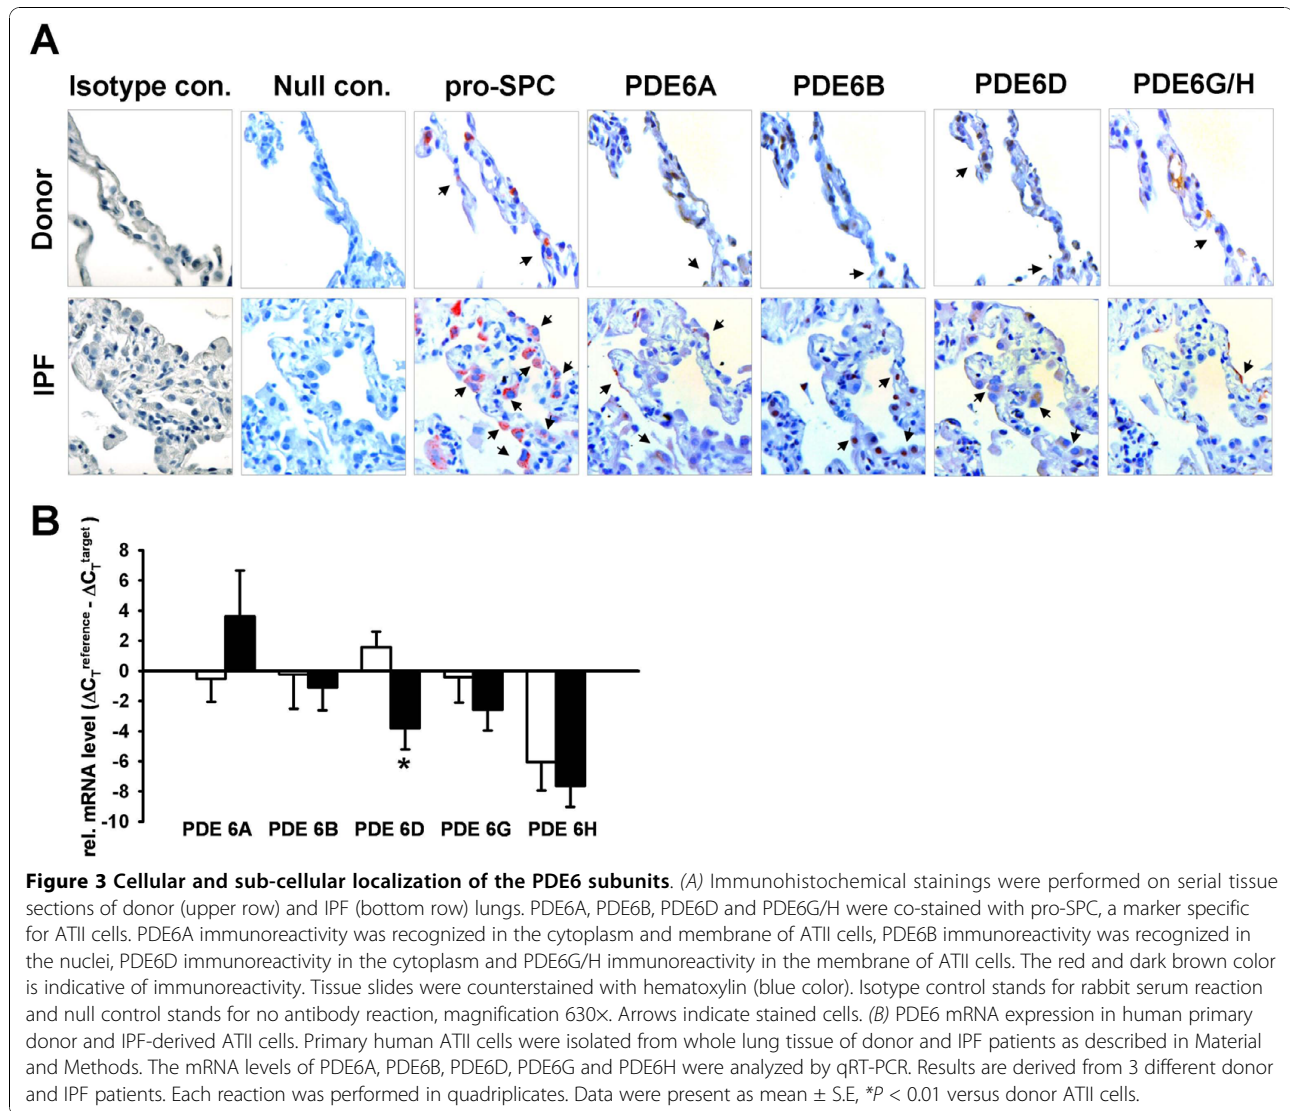 A
Isotype con. Null con. pro-SPC PDE6A PDE6B PDE6D PDE6G/H
Donor
IPF
B
rel. mRNA level (ΔC_T^reference - ΔC_T^target )
8
6
4
2
0
-2
-4
-6
-8
-10
*
PDE 6A PDE 6B PDE 6D PDE 6G PDE 6H
Figure 3 Cellular and sub-cellular localization of the PDE6 subunits. (A) Immunohistochemical stainings were performed on serial tissue
sections of donor (upper row) and IPF (bottom row) lungs. PDE6A, PDE6B, PDE6D and PDE6G/H were co-stained with pro-SPC, a marker specific
for ATII cells. PDE6A immunoreactivity was recognized in the cytoplasm and membrane of ATII cells, PDE6B immunoreactivity was recognized in
the nuclei, PDE6D immunoreactivity in the cytoplasm and PDE6G/H immunoreactivity in the membrane of ATII cells. The red and dark brown color
is indicative of immunoreactivity. Tissue slides were counterstained with hematoxylin (blue color). Isotype control stands for rabbit serum reaction
and null control stands for no antibody reaction, magnification 630×. Arrows indicate stained cells. (B) PDE6 mRNA expression in human primary
donor and IPF-derived ATII cells. Primary human ATII cells were isolated from whole lung tissue of donor and IPF patients as described in Material
and Methods. The mRNA levels of PDE6A, PDE6B, PDE6D, PDE6G and PDE6H were analyzed by qRT-PCR. Results are derived from 3 different donor
and IPF patients. Each reaction was performed in quadriplicates. Data were present as mean ± S.E, *P < 0.01 versus donor ATII cells.